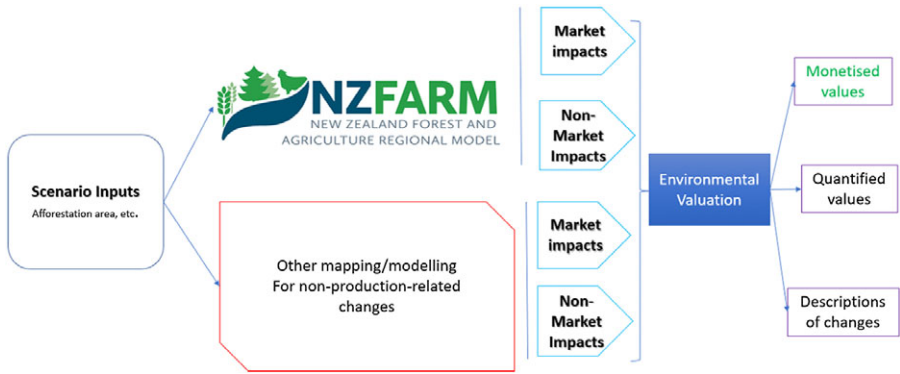 Scenario Inputs
Afforestation area, etc.
NZFARM
NEW ZEALAND FOREST AND
AGRICULTURE REGIONAL MODEL
Other mapping/modelling
For non-production-related
changes
Market
impacts
Non-
Market
Impacts
Market
impacts
Non-
Market
Impacts
Environmental
Valuation
Monetised
values
Quantified
values
Descriptions
of changes